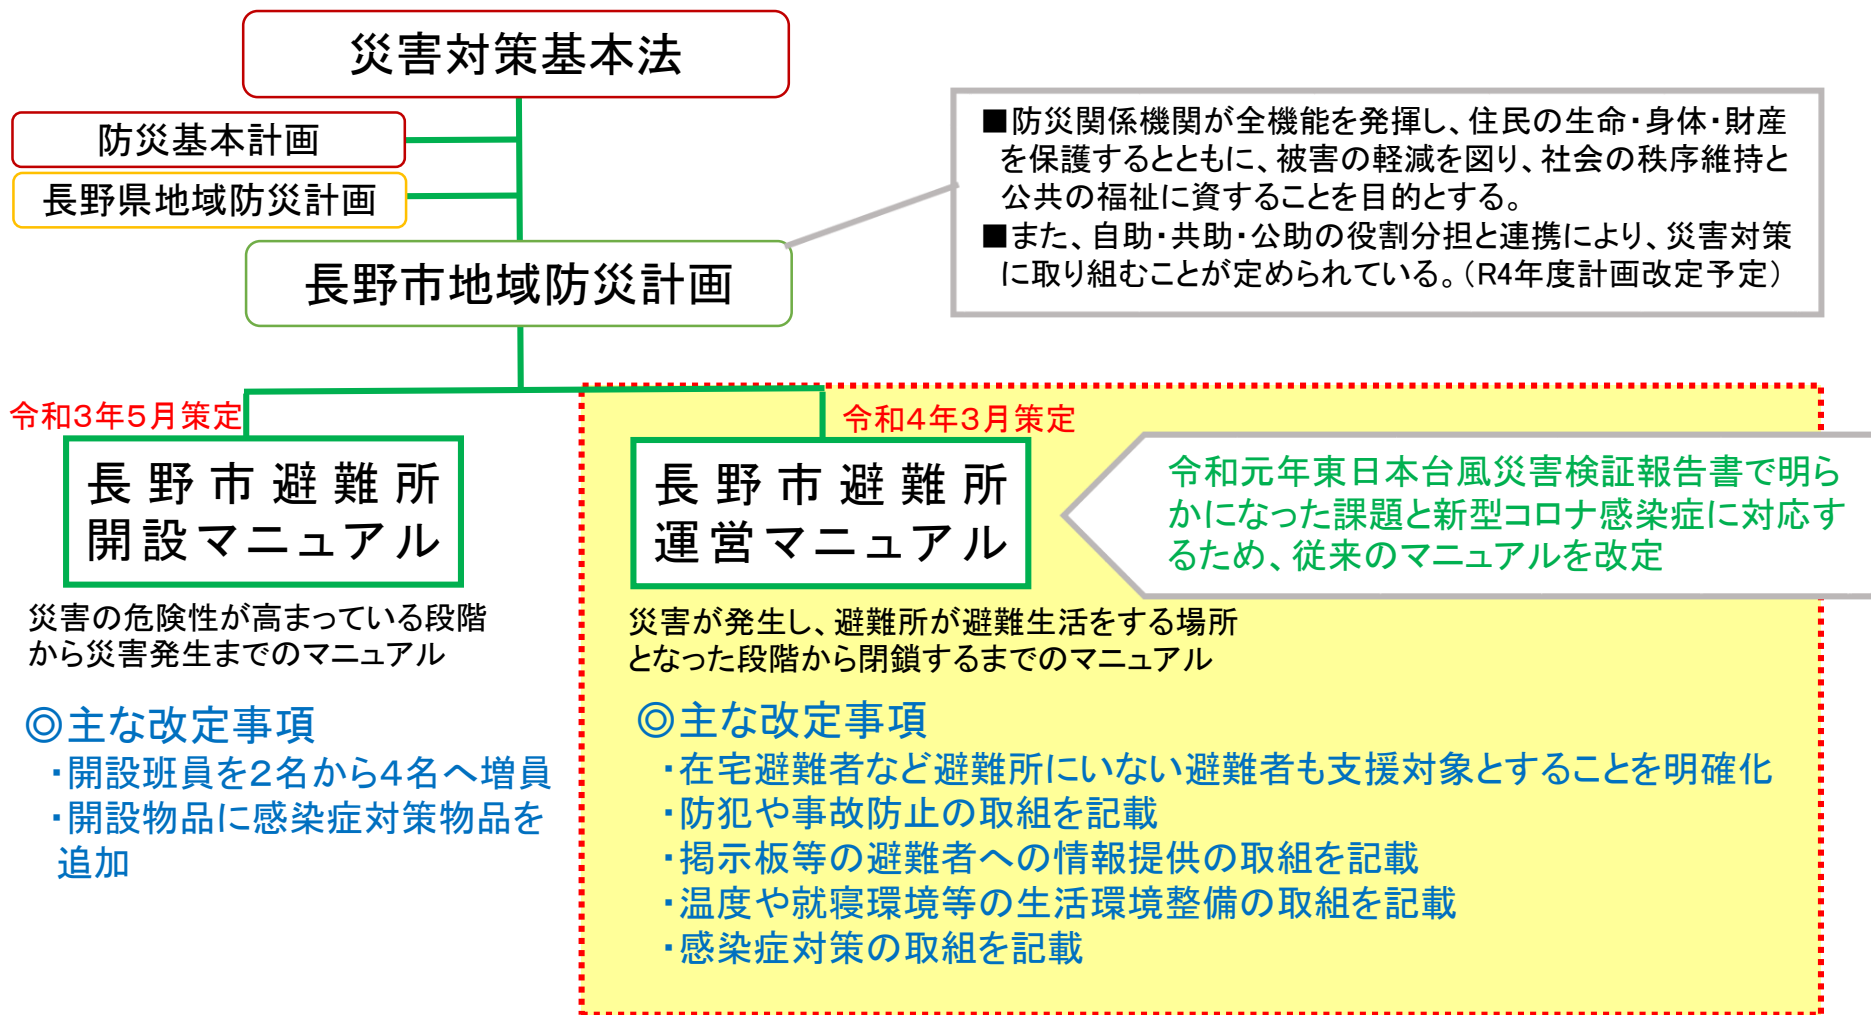 災害対策基本法
防災基本計画
長野県地域防災計画
長野市地域防災計画
■防災関係機関が全機能を発揮し、住民の生命・身体・財産
を保護するとともに、被害の軽減を図り、社会の秩序維持と
公共の福祉に資することを目的とする。
■また、自助・共助・公助の役割分担と連携により、災害対策
に取り組むことが定められている。（R4年度計画改定予定）
令和3年5月策定
長野市避難所
開設マニュアル
災害の危険性が高まっている段階
から災害発生までのマニュアル
◎主な改定事項
・開設班員を2名から4名へ増員
・開設物品に感染症対策物品を
追加
令和4年3月策定
長野市避難所
運営マニュアル
令和元年東日本台風災害検証報告書で明ら
かになった課題と新型コロナ感染症に対応す
るため、従来のマニュアルを改定
災害が発生し、避難所が避難生活をする場所
となった段階から閉鎖するまでのマニュアル
◎主な改定事項
・在宅避難者など避難所にいない避難者も支援対象とすることを明確化
・防犯や事故防止の取組を記載
・掲示板等の避難者への情報提供の取組を記載
・温度や就寝環境等の生活環境整備の取組を記載
・感染症対策の取組を記載